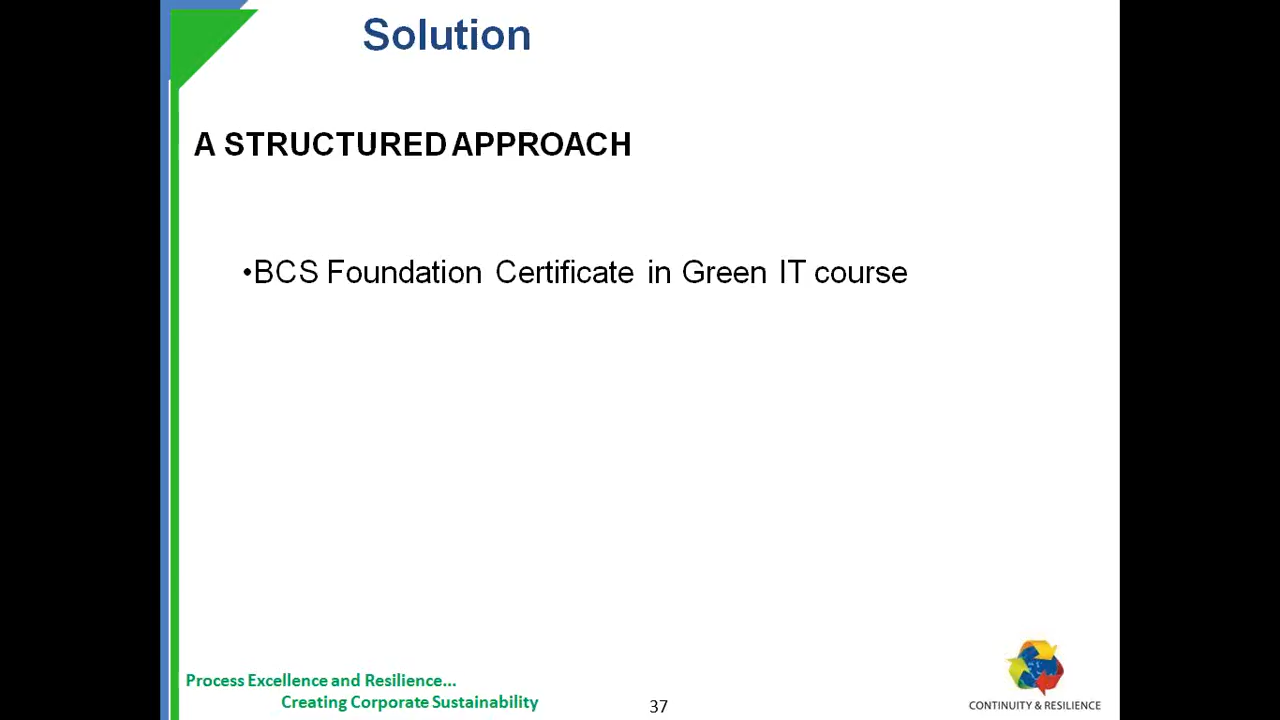 Solution
A STRUCTURED APPROACH
•BCS Foundation Certificate in Green IT course
Process Excellence and Resilience...
Creating Corporate Sustainability
37
CONTINUITY & RESILIENCE